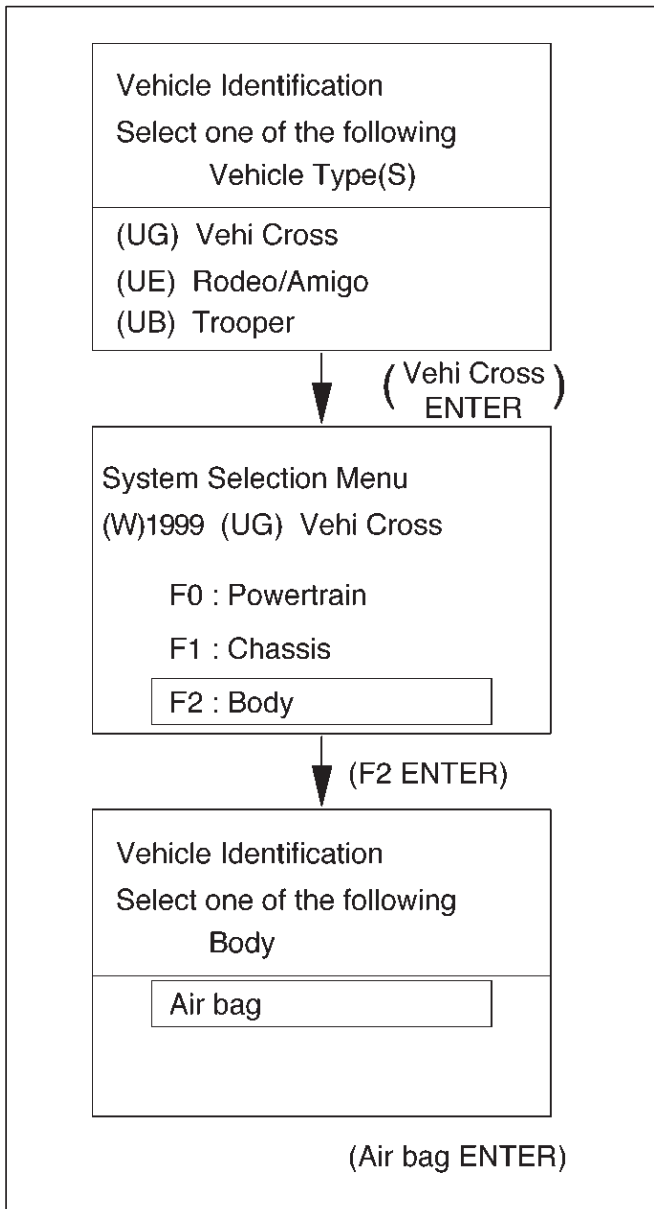 Vehicle Identification
Select one of the following
Vehicle Type(S)
(UG) Vehi Cross
(UE) Rodeo/Amigo
(UB) Trooper
(Vehi Cross
ENTER)
System Selection Menu
(W)1999 (UG) Vehi Cross
F0 : Powertrain
F1 : Chassis
F2 : Body
(F2 ENTER)
Vehicle Identification
Select one of the following
Body
Air bag
(Air bag ENTER)